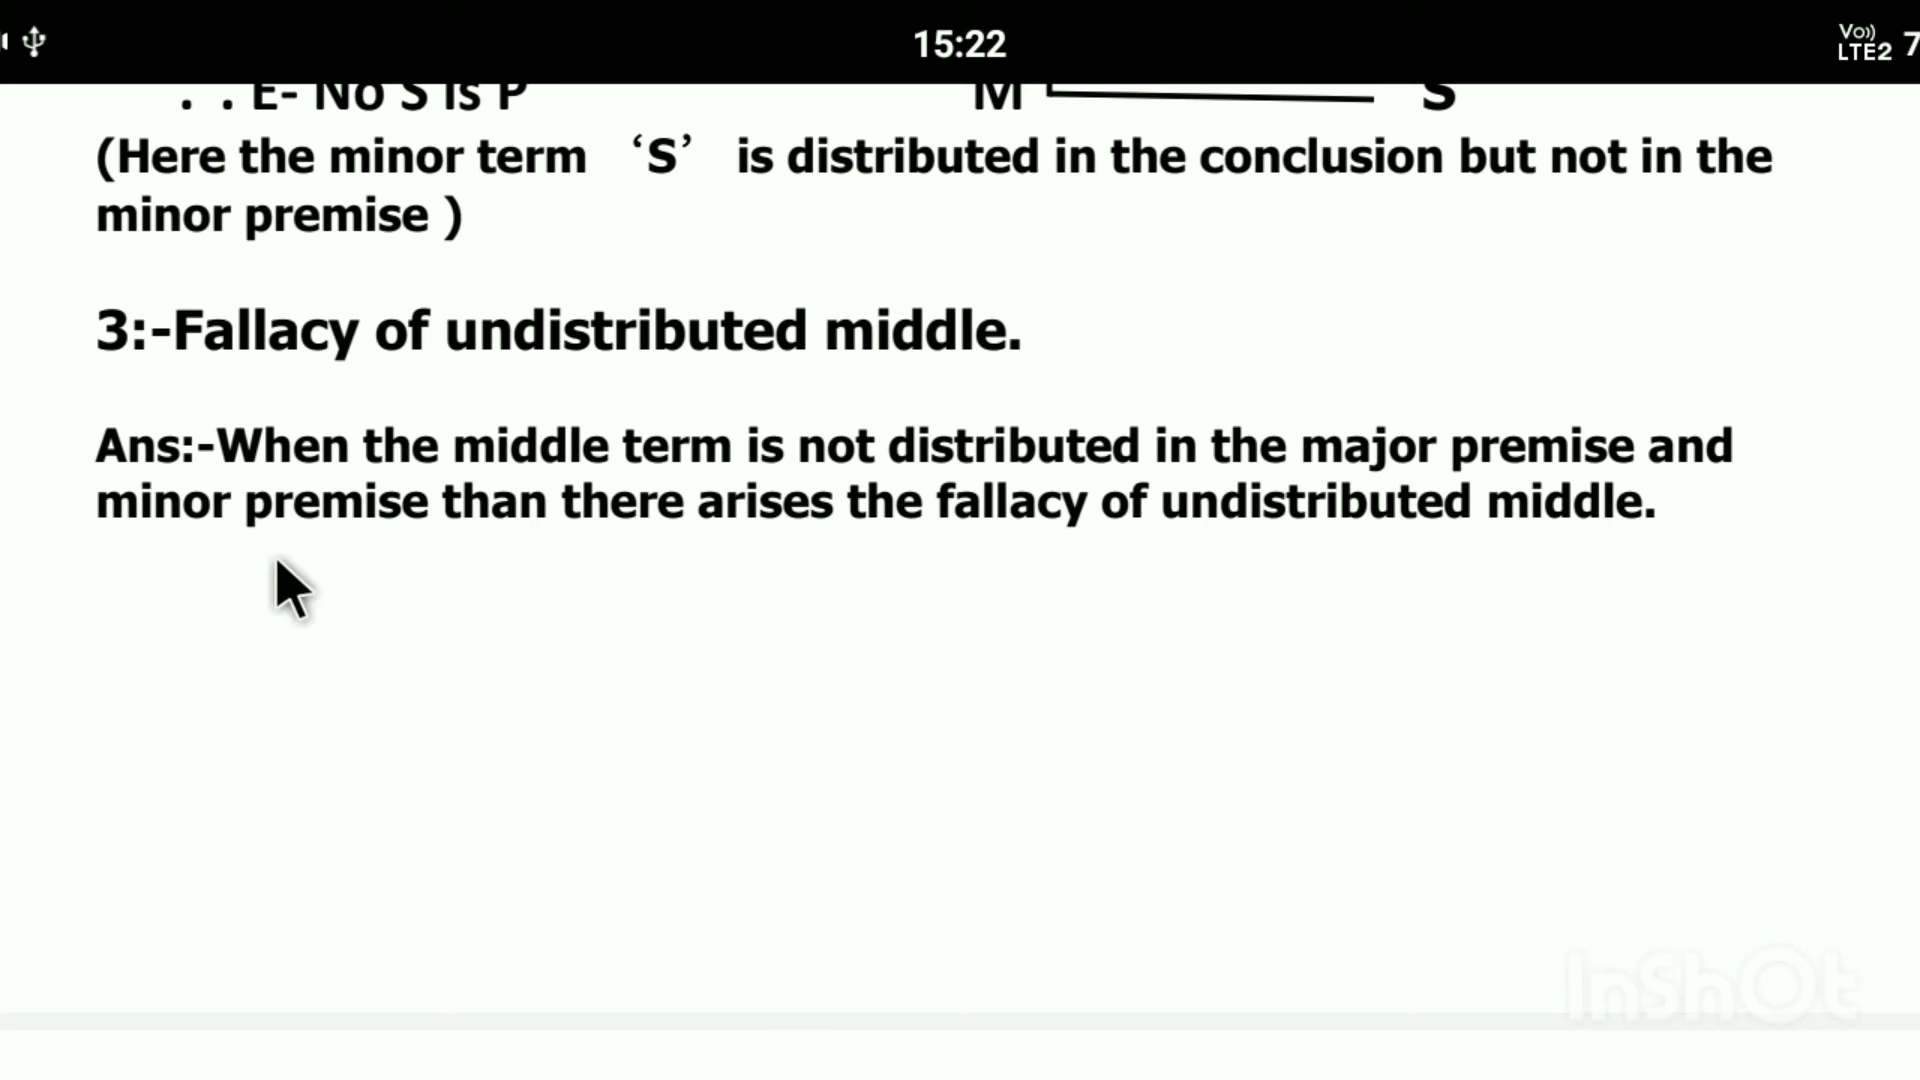 15:22
Vo))
LTE2 7
. . E- No S is P M S
(Here the minor term ‘S’ is distributed in the conclusion but not in the
minor premise )
3:-Fallacy of undistributed middle.
Ans:-When the middle term is not distributed in the major premise and
minor premise than there arises the fallacy of undistributed middle.
InShOt